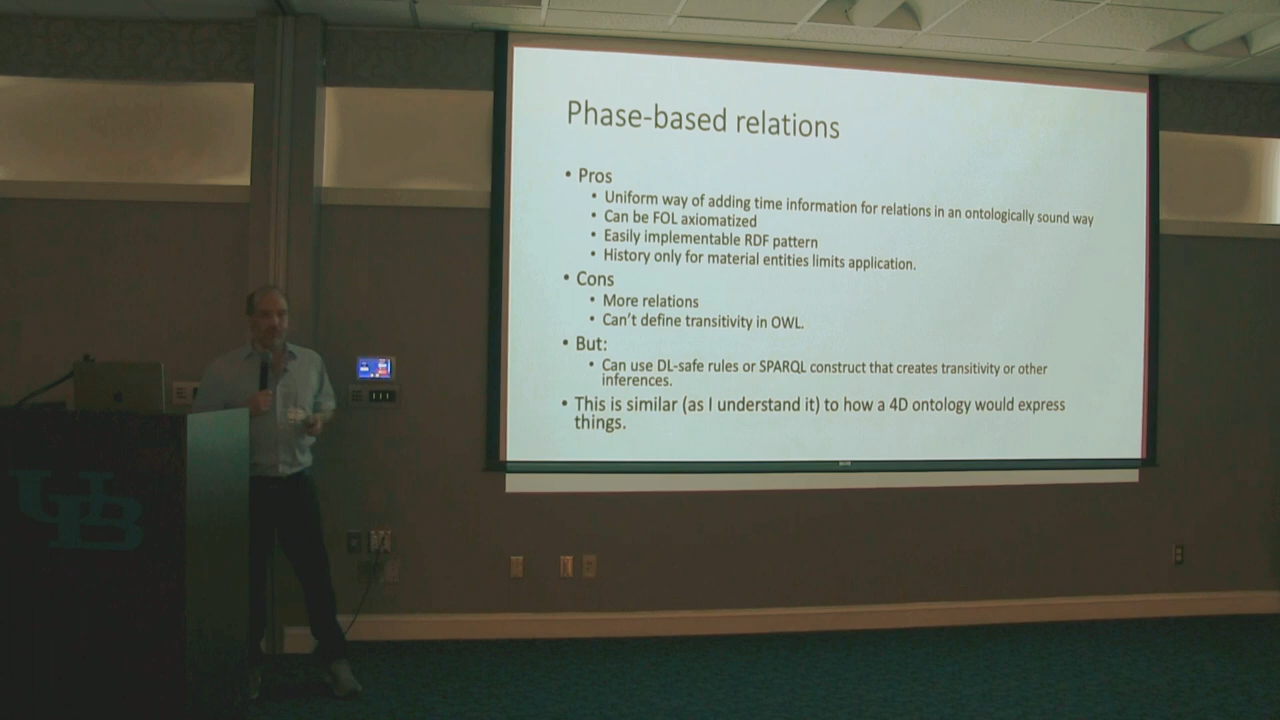 Phase-based relations
• Pros
• Uniform way of adding time information for relations in an ontologically sound way
• Can be FOL axiomatized
• Easily implementable RDF pattern
• History only for material entities limits application.
• Cons
• More relations
• Can't define transitivity in OWL.
• But:
• Can use DL-safe rules or SPARQL construct that creates transitivity or other
inferences.
• This is similar (as I understand it) to how a 4D ontology would express
things.
UB